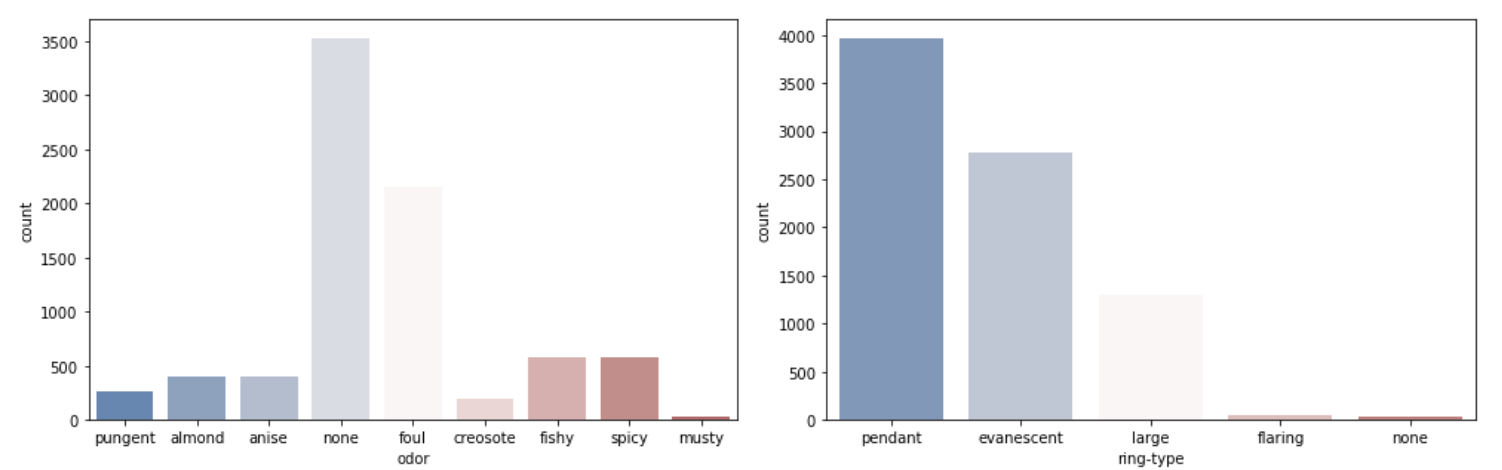 3500
3000
2500
2000
1500
1000
500
0
count
pungent almond anise none foul creosote fishy spicy musty
odor
4000
3500
3000
2500
2000
1500
1000
500
0
count
pendant evanescent large flaring none
ring-type